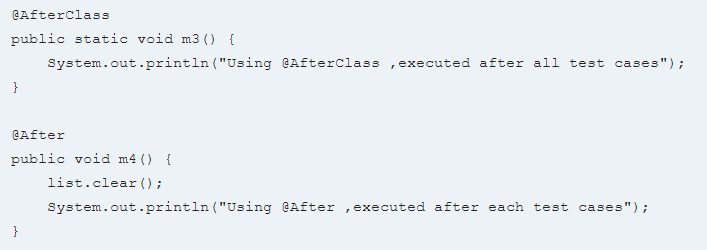 @AfterClass
public static void m3() {
    System.out.println("Using @AfterClass ,executed after all test cases");
}

@After
public void m4() {
    list.clear();
    System.out.println("Using @After ,executed after each test cases");
}